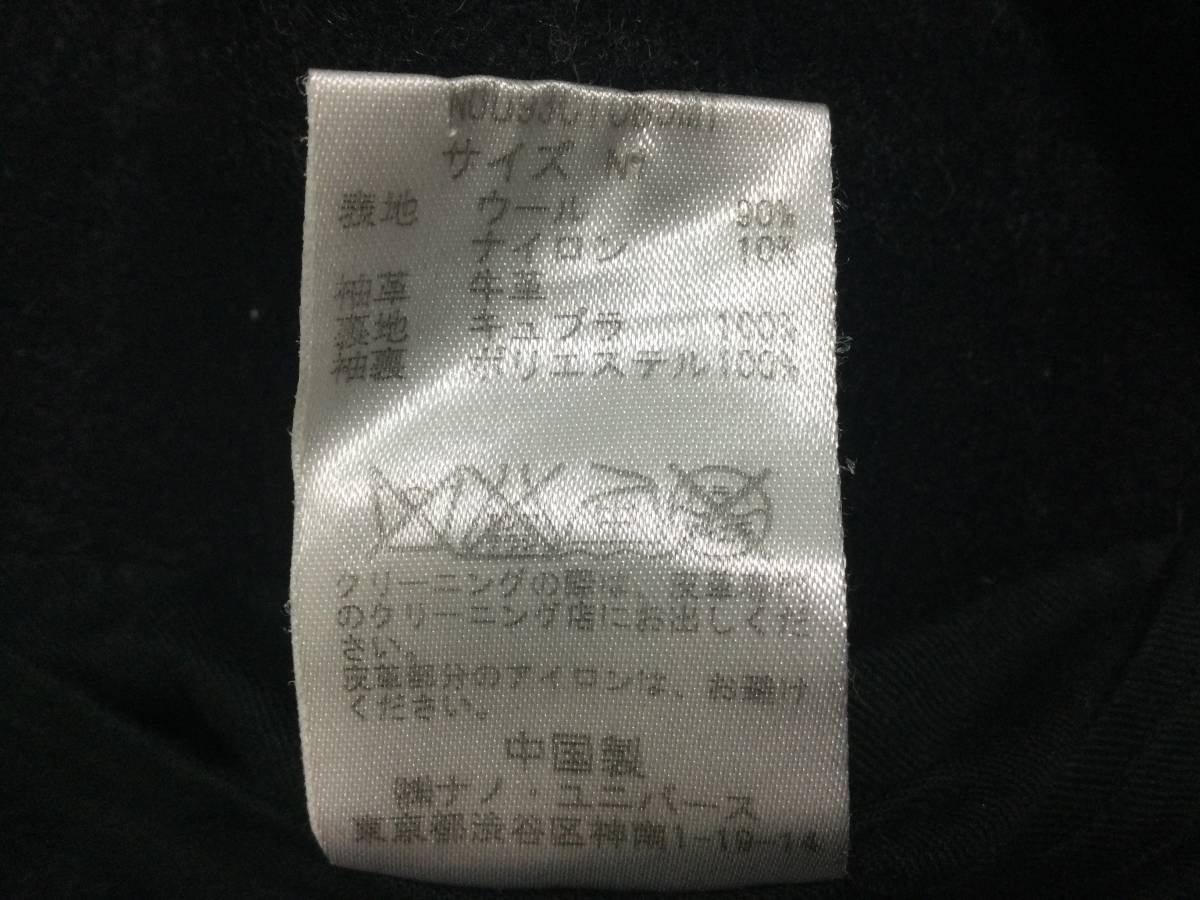 サイズ
表地 ウール 90%
ナイロン 10%
袖革 牛革
裏地 キュプラ 100%
袖裏 ポリエステル100%
クリーニングの際は、皮革
のクリーニング店にお出しくだ
さい。
皮革部分のアイロンは、お避け
ください。
中国製
㈱ナノ・ユニバース
東京都渋谷区神南1-19-14